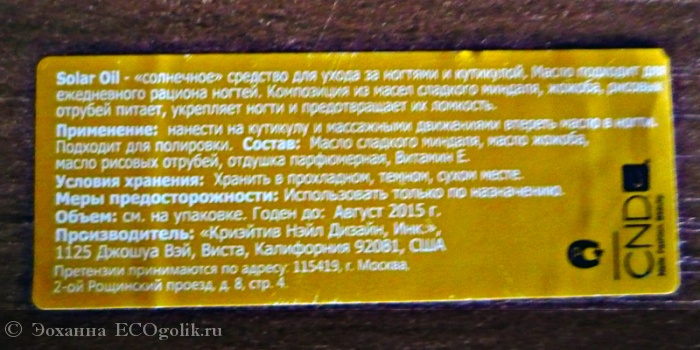 Solar Oil - «солнечное» средство для ухода за ногтями и кутикулой. Масло подходит для
ежедневного рациона ногтей. Композиция из масел сладкого миндаля, жожоба, рисовых
отрубей питает, укрепляет ногти и предотвращает их ломкость.
Применение: нанести на кутикулу и массажными движениями втереть масло в ногти.
Подходит для полировки. Состав: Масло сладкого миндаля, масло жожоба,
масло рисовых отрубей, отдушка парфюмерная, Витамин Е.
Условия хранения: Хранить в прохладном, темном, сухом месте.
Меры предосторожности: Использовать только по назначению.
Объем: см. на упаковке. Годен до: Август 2015 г.
Производитель: «Криэйтив Нэйл Дизайн, Инк.»,
1125 Джошуа Вэй, Виста, Калифорния 92081, США
Претензии принимаются по адресу: 115419, г. Москва,
2-ой Рощинский проезд, д. 8, стр. 4.
CND
© Эоханна ECOgolik.ru